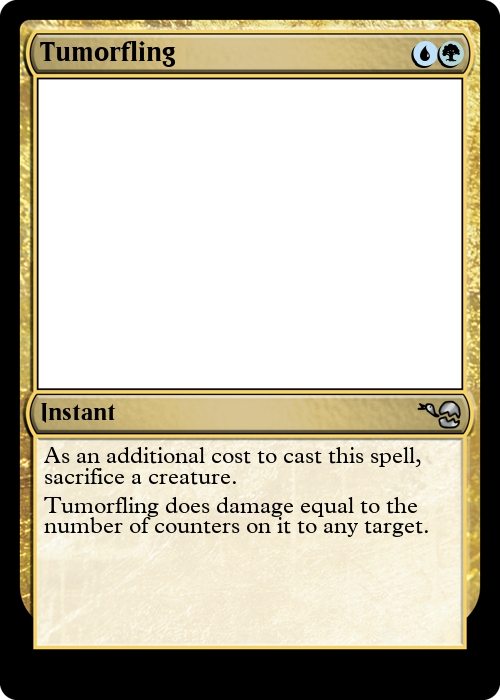 Tumorfling
Instant
As an additional cost to cast this spell,
sacrifice a creature.
Tumorfling does damage equal to the
number of counters on it to any target.